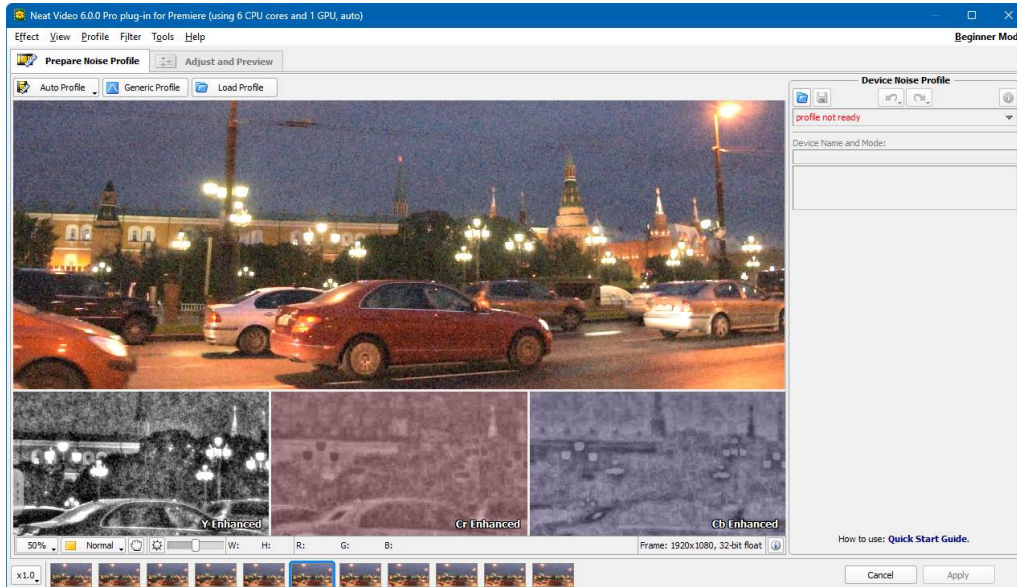 Neat Video 6.0.0 Pro plug-in for Premiere (using 6 CPU cores and 1 GPU, auto)
Effect View Profile Filter Tools Help Beginner Mod
Prepare Noise Profile Adjust and Preview
Auto Profile Generic Profile Load Profile
Device Noise Profile
profile not ready
Device Name and Mode:
Y Enhanced Cr Enhanced Cb Enhanced
50% Normal W: H: R: G: B: Frame: 1920x1080, 32-bit float
How to use: Quick Start Guide.
x1.0 Cancel Apply